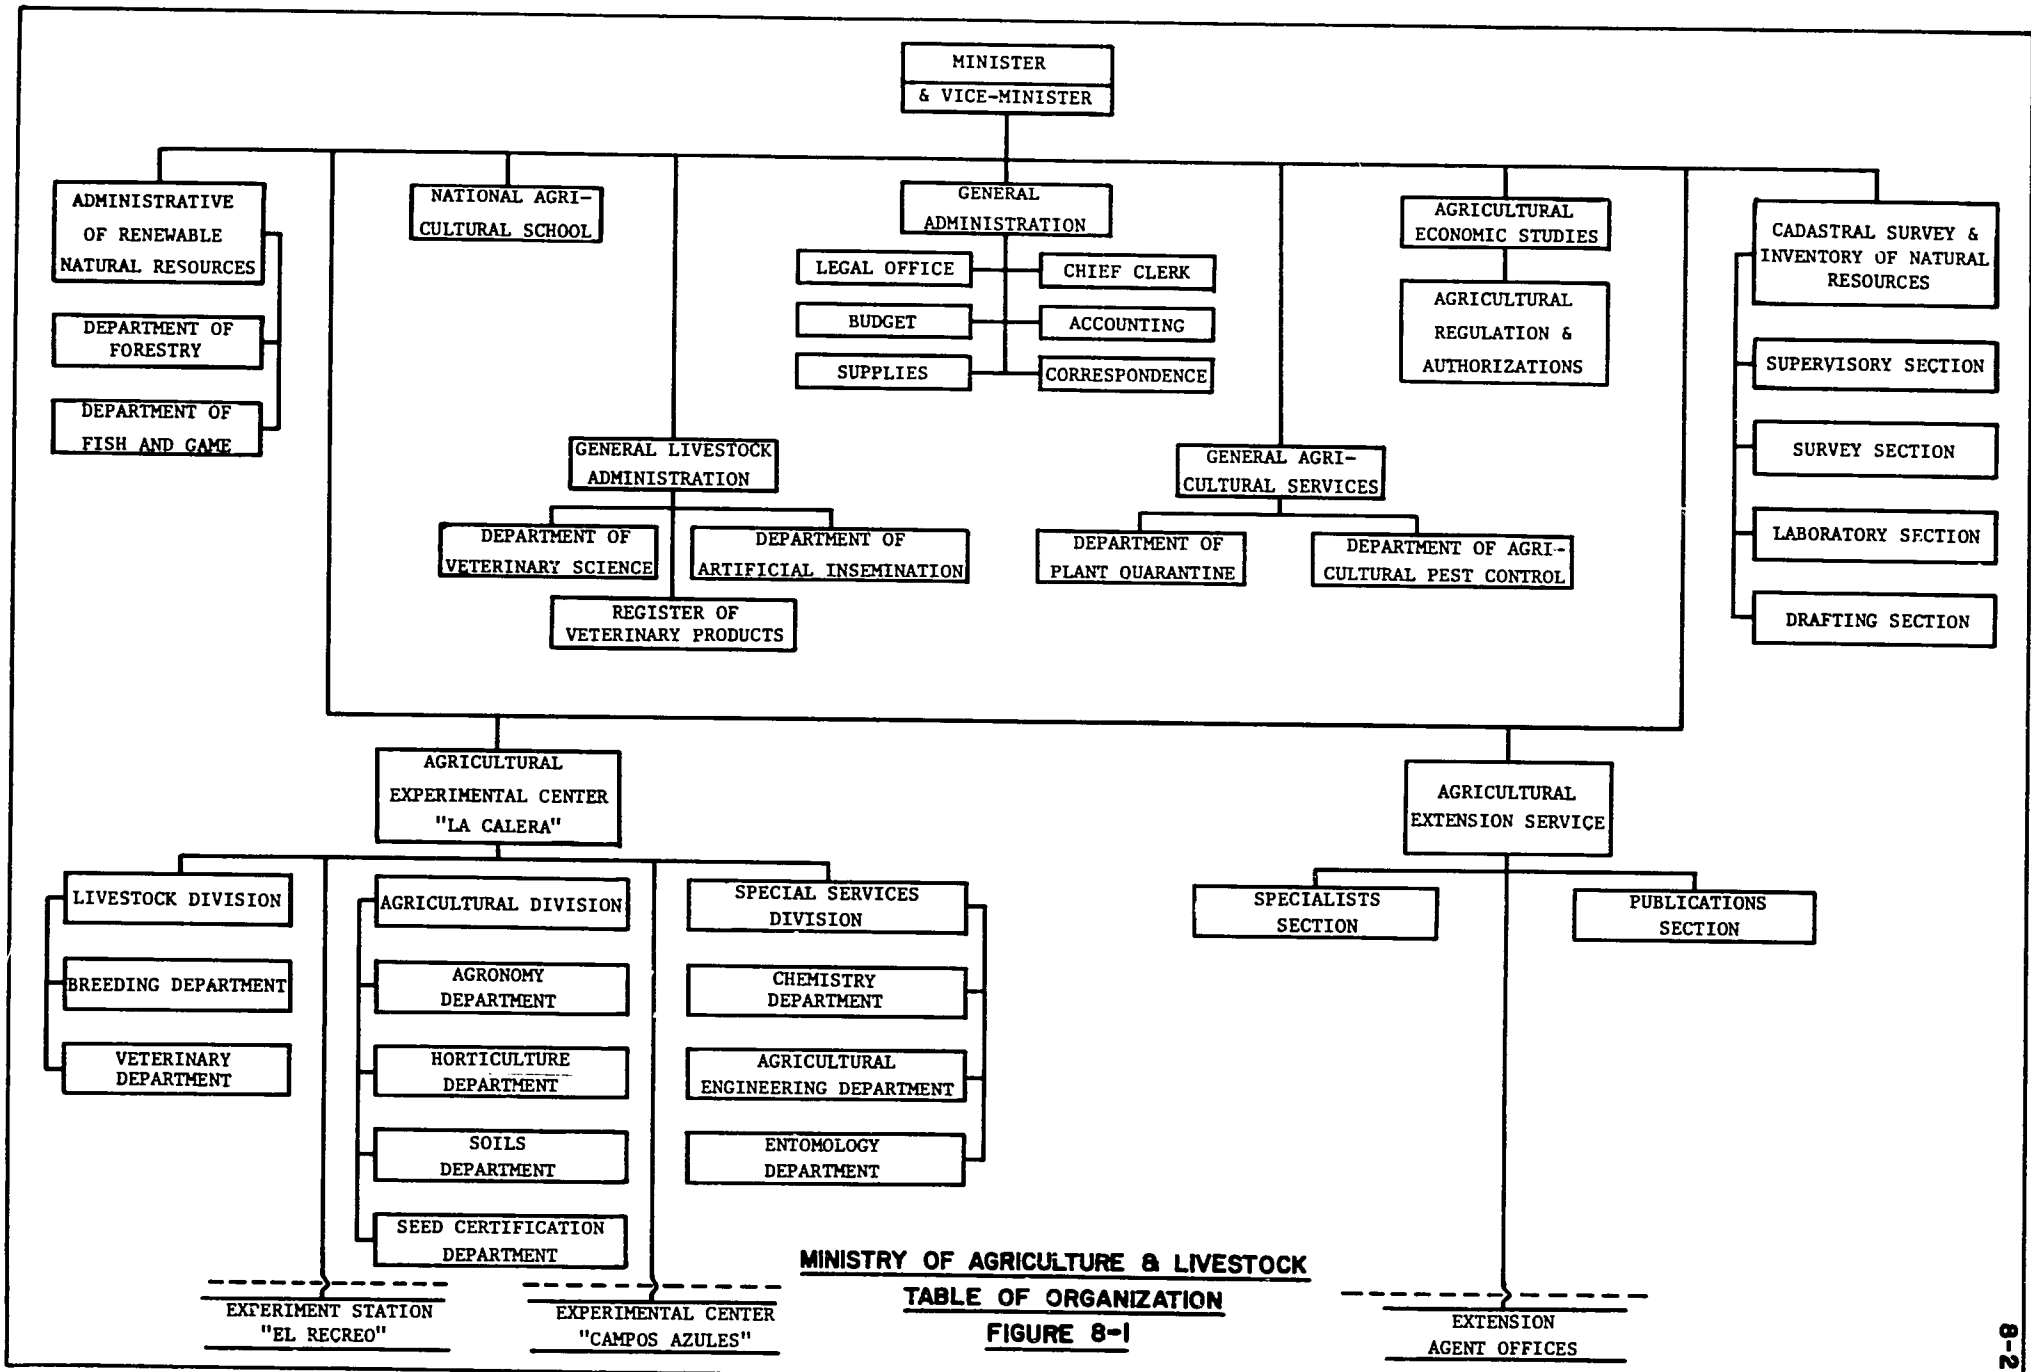 MINISTER
& VICE-MINISTER
ADMINISTRATIVE
OF RENEWABLE
NATURAL RESOURCES
DEPARTMENT OF
FORESTRY
DEPARTMENT OF
FISH AND GAME
NATIONAL AGRI-
CULTURAL SCHOOL
GENERAL
ADMINISTRATION
LEGAL OFFICE
CHIEF CLERK
BUDGET
ACCOUNTING
SUPPLIES
CORRESPONDENCE
AGRICULTURAL
ECONOMIC STUDIES
AGRICULTURAL
REGULATION &
AUTHORIZATIONS
CADASTRAL SURVEY &
INVENTORY OF NATURAL
RESOURCES
SUPERVISORY SECTION
SURVEY SECTION
LABORATORY SECTION
DRAFTING SECTION
GENERAL LIVESTOCK
ADMINISTRATION
DEPARTMENT OF
VETERINARY SCIENCE
DEPARTMENT OF
ARTIFICIAL INSEMINATION
REGISTER OF
VETERINARY PRODUCTS
GENERAL AGRI-
CULTURAL SERVICES
DEPARTMENT OF
PLANT QUARANTINE
DEPARTMENT OF AGRI-
CULTURAL PEST CONTROL
AGRICULTURAL
EXPERIMENTAL CENTER
"LA CALERA"
LIVESTOCK DIVISION
BREEDING DEPARTMENT
VETERINARY
DEPARTMENT
AGRICULTURAL DIVISION
AGRONOMY
DEPARTMENT
HORTICULTURE
DEPARTMENT
SOILS
DEPARTMENT
SEED CERTIFICATION
DEPARTMENT
SPECIAL SERVICES
DIVISION
CHEMISTRY
DEPARTMENT
AGRICULTURAL
ENGINEERING DEPARTMENT
ENTOMOLOGY
DEPARTMENT
AGRICULTURAL
EXTENSION SERVICE
SPECIALISTS
SECTION
PUBLICATIONS
SECTION
EXPERIMENT STATION
"EL RECREO"
EXPERIMENTAL CENTER
"CAMPOS AZULES"
EXTENSION
AGENT OFFICES
MINISTRY OF AGRICULTURE & LIVESTOCK
TABLE OF ORGANIZATION
FIGURE 8-1
8-2